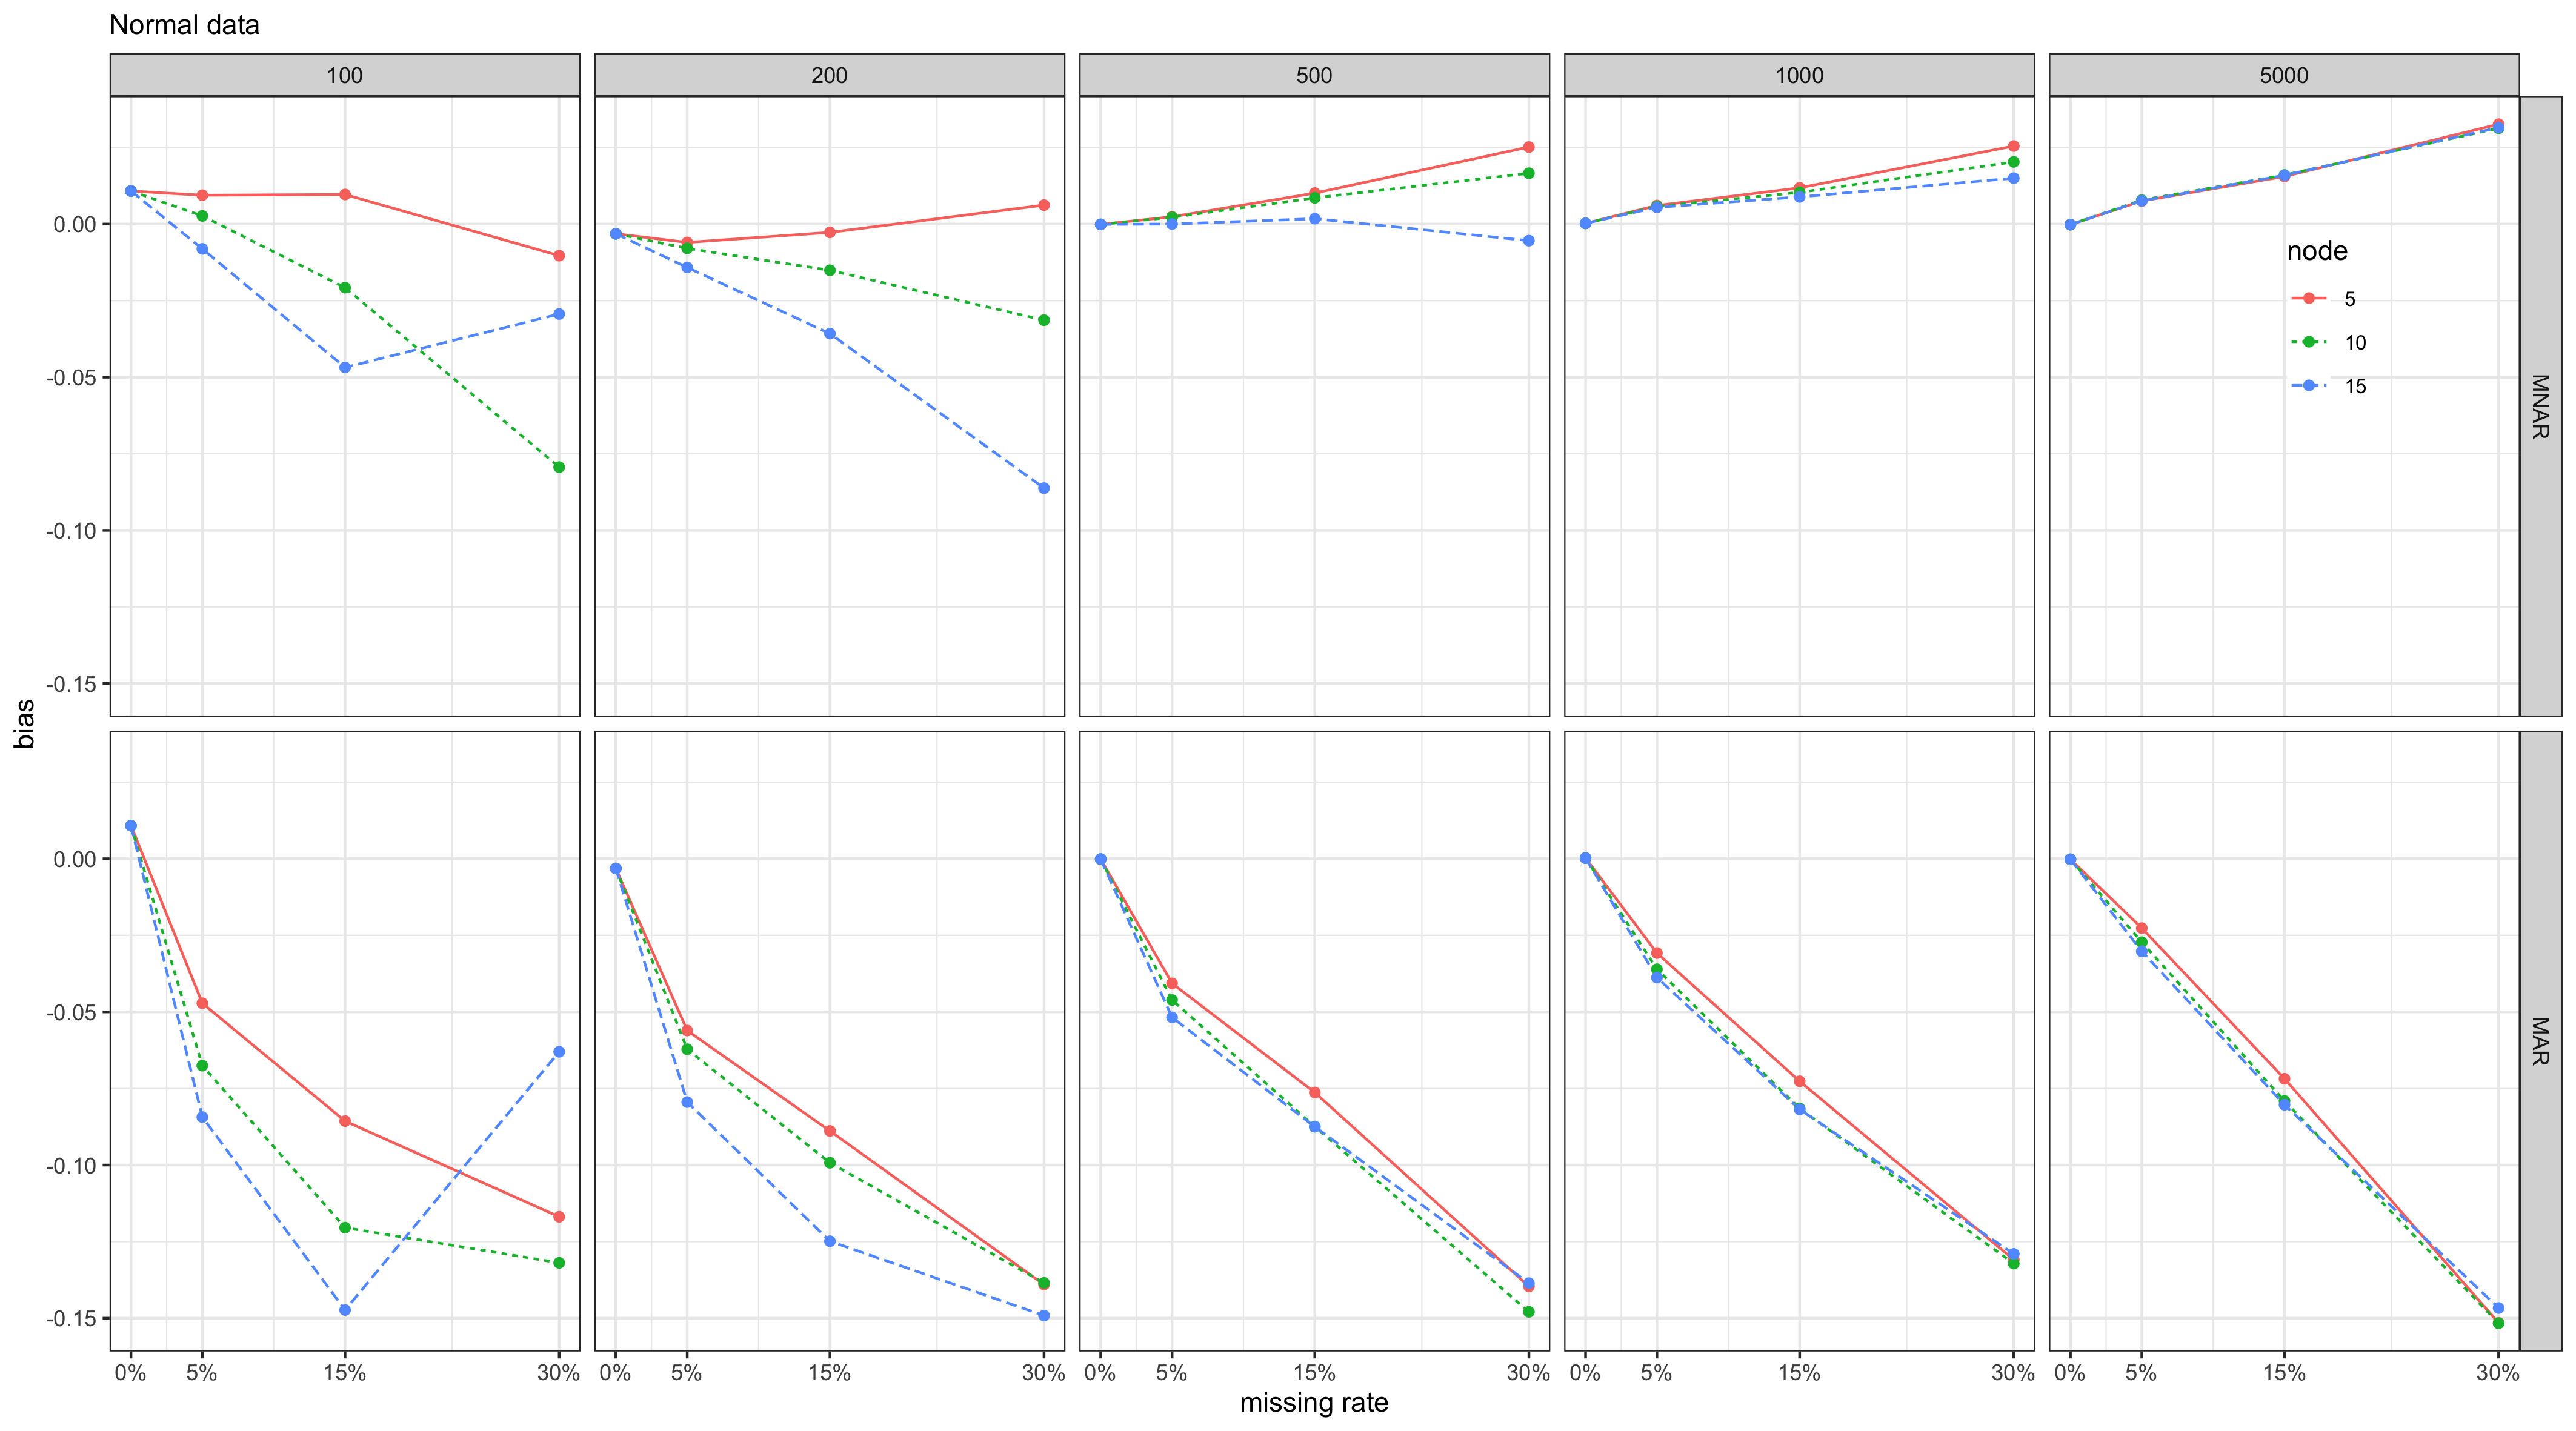 Normal data
100 200 500 1000 5000
0.00
-0.05
-0.10
-0.15
MNAR
node
5
10
15
bias
0.00
-0.05
-0.10
-0.15
MAR
0% 5% 15% 30% 0% 5% 15% 30% 0% 5% 15% 30% 0% 5% 15% 30% 0% 5% 15% 30%
missing rate